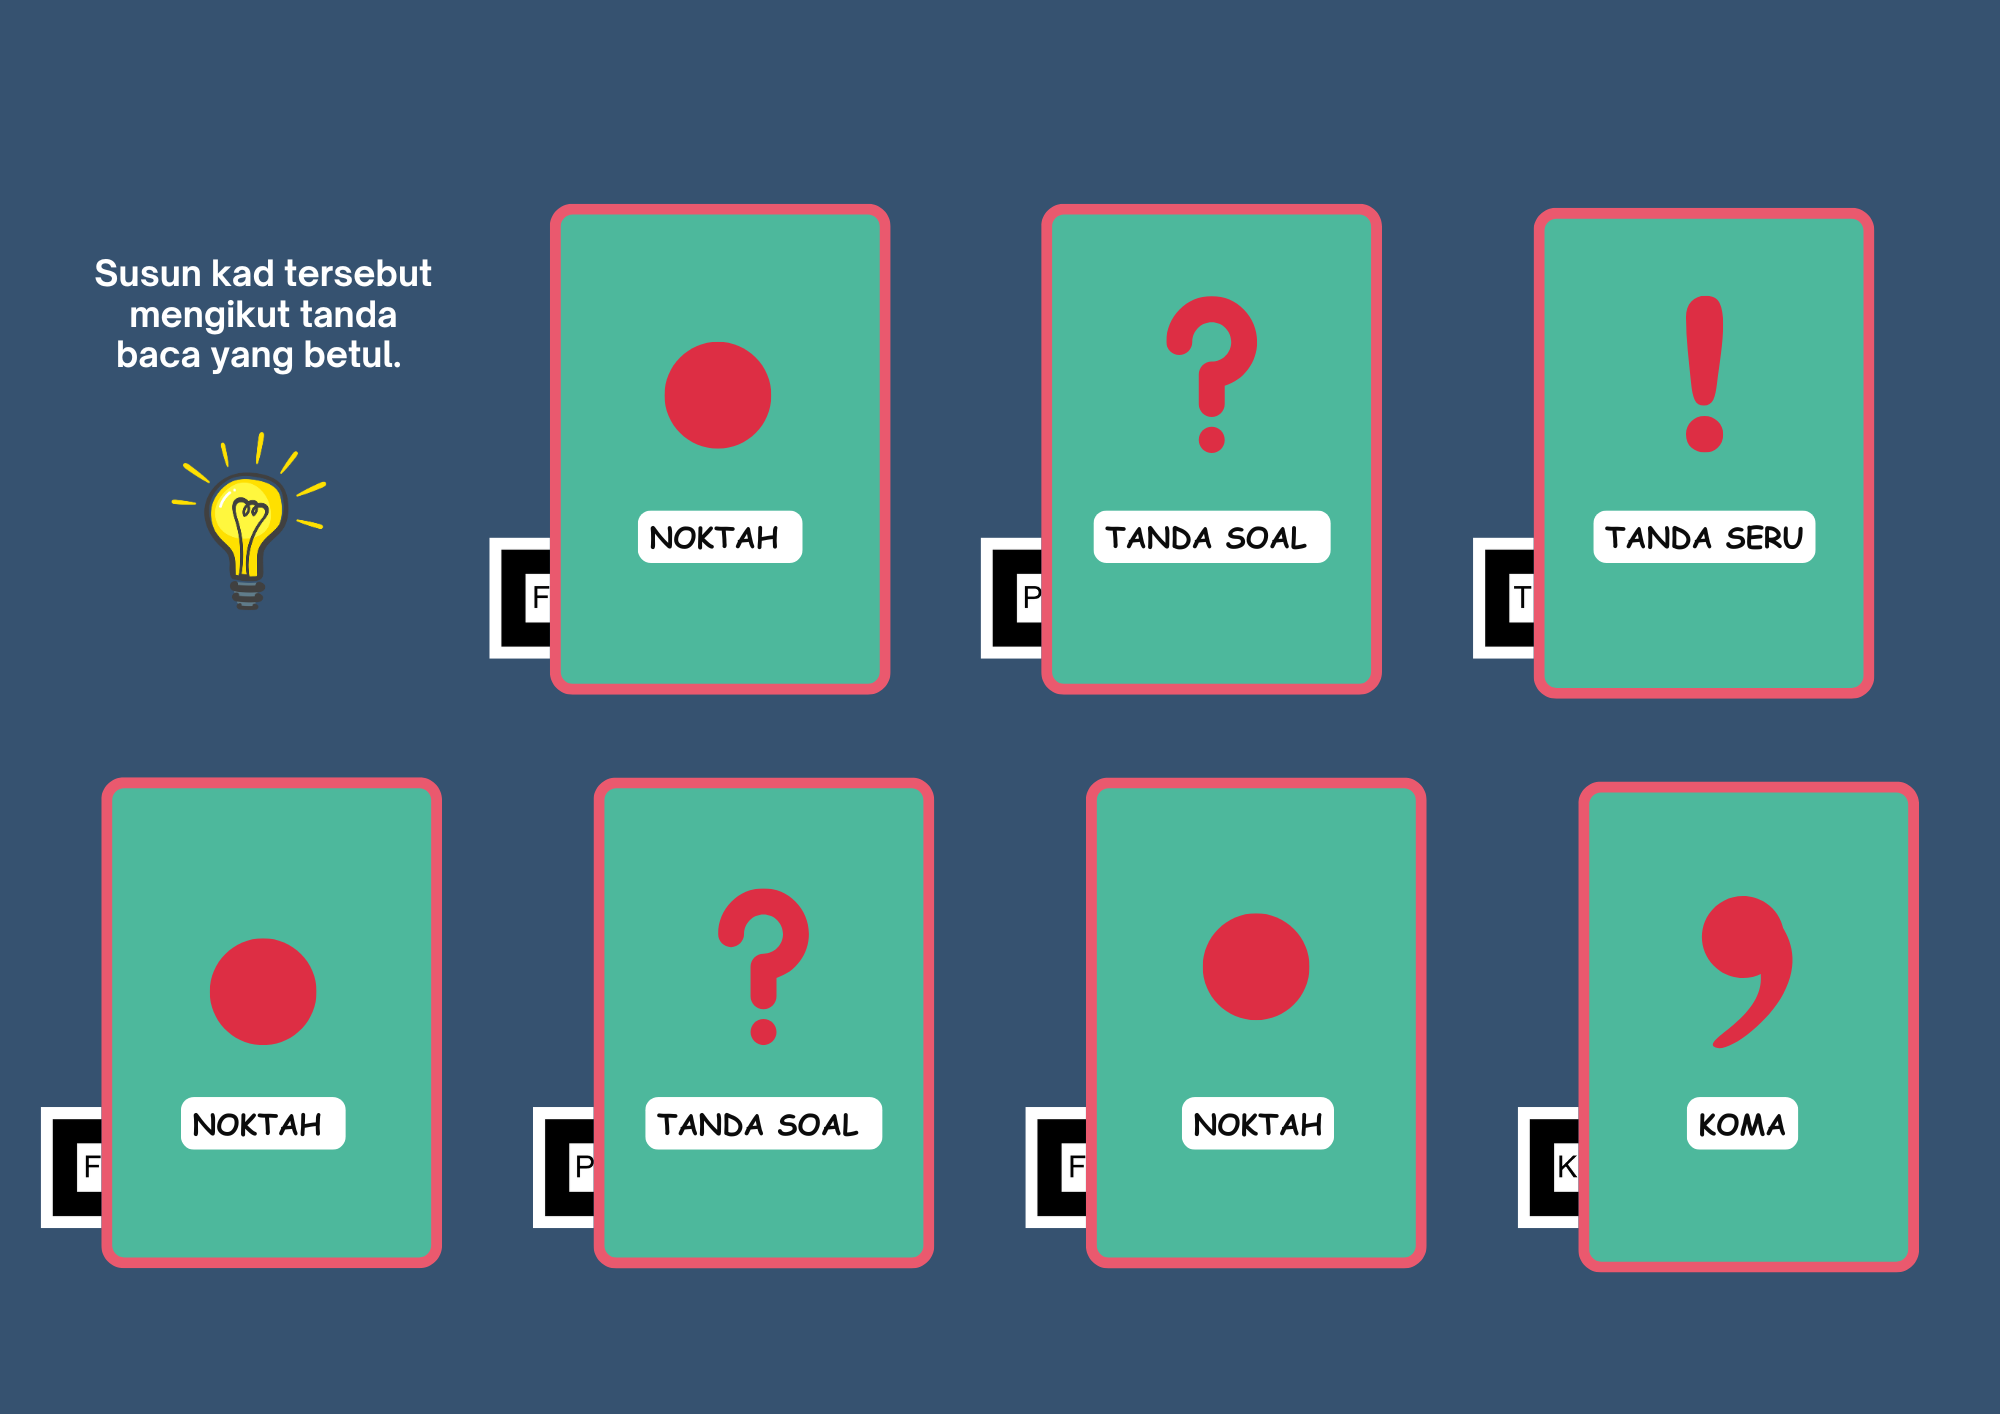 Susun kad tersebut
mengikut tanda
baca yang betul.
NOKTAH
F
?
TANDA SOAL
P
!
TANDA SERU
T
NOKTAH
F
?
TANDA SOAL
P
NOKTAH
F
,
KOMA
K